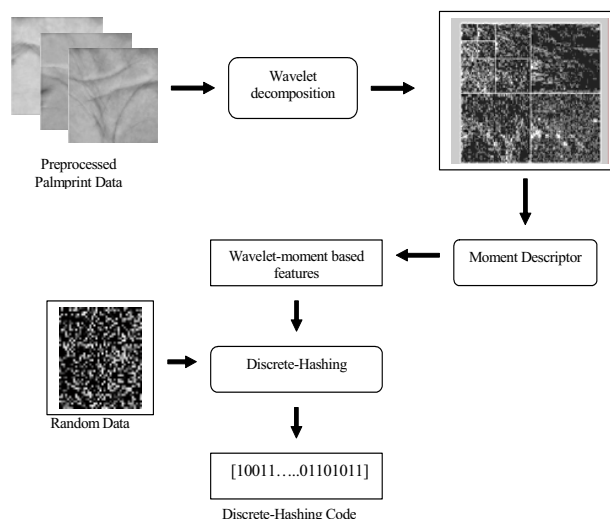 Wavelet
decomposition
Preprocessed
Palmprint Data
Wavelet-moment based
features
Moment Descriptor
Discrete-Hashing
Random Data
[10011…..01101011]
Discrete-Hashing Code